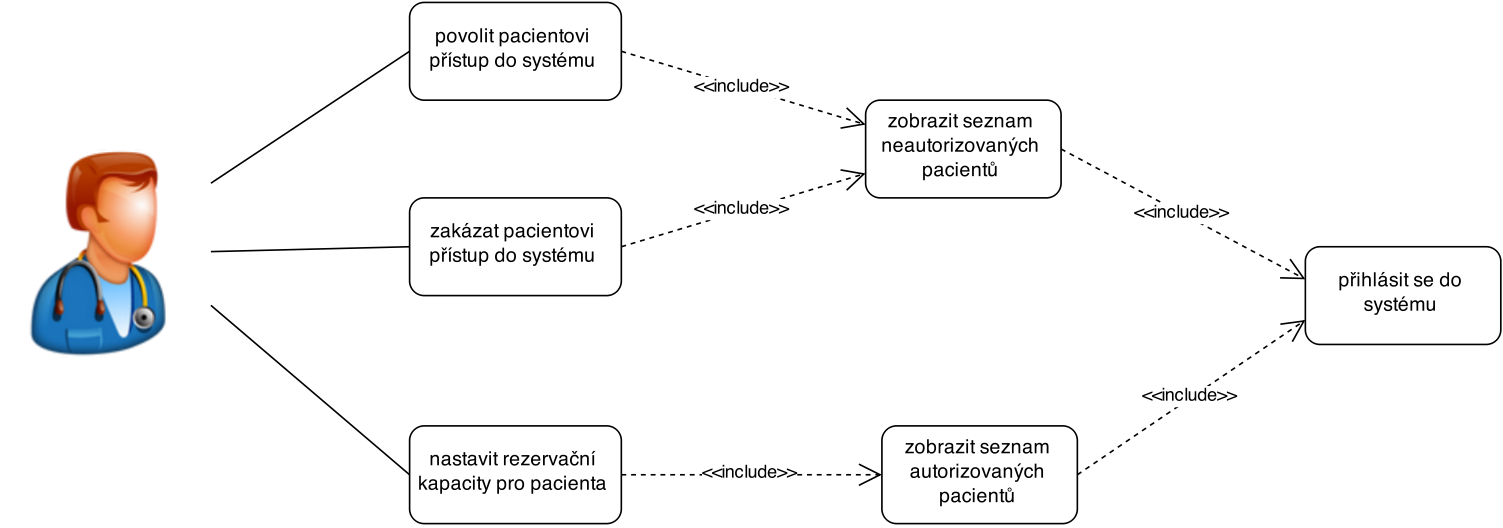 povolit pacientovi
přístup do systému
<<include>>
zobrazit seznam
neautorizovaných
pacientů
zakázat pacientovi
přístup do systému
<<include>>
<<include>>
přihlásit se do
systému
<<include>>
nastavit rezervační
kapacity pro pacienta
<<include>>
zobrazit seznam
autorizovaných
pacientů